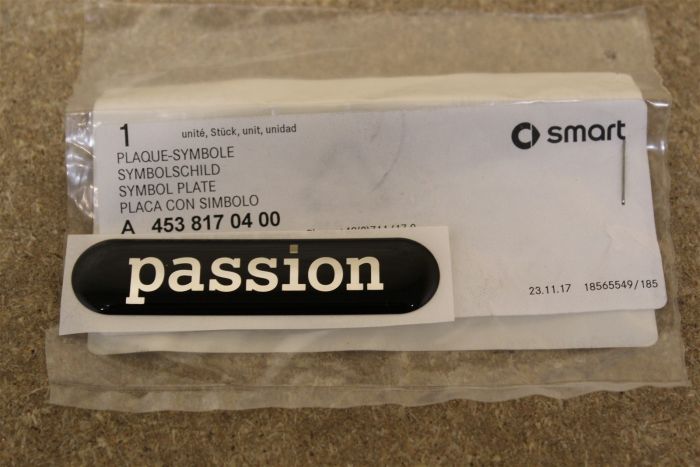 1 unité, Stück, unit, unidad
smart
PLAQUE-SYMBOLE
SYMBOLSCHILD
SYMBOL PLATE
PLACA CON SIMBOLO
A 453 817 04 00
passion
23.11.17 18565549/185